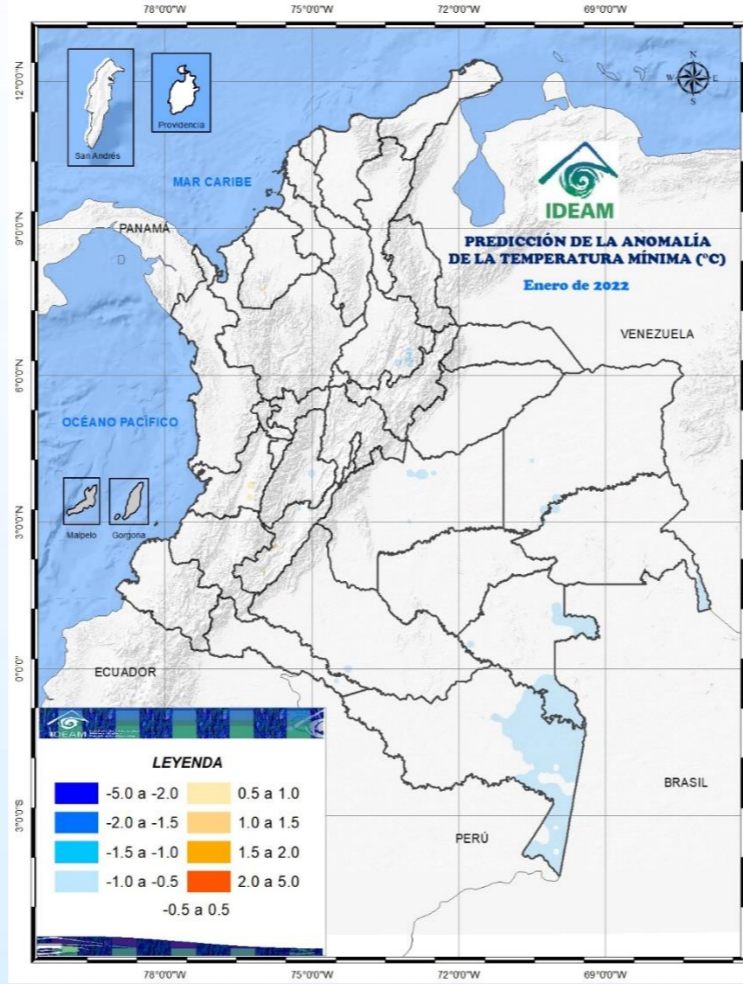 78°00'W
75°0'0"W
72°0'0"W
69°0'0"W
12°0'0"N
9°0'0"N
6°0'0"N
3°0'0"N
0°0'0"
3°0'0"S
N
W
E
S
San Andrés
Providencia
MAR CARIBE
PANAMÁ
IDEAM
PREDICCIÓN DE LA ANOMALÍA
DE LA TEMPERATURA MÍNIMA (°C)
Enero de 2022
VENEZUELA
OCÉANO PACÍFICO
Malpelo
Gorgona
ECUADOR
BRASIL
PERÚ
IDEAM
LEYENDA
-5.0 a -2.0
0.5 a 1.0
-2.0 a -1.5
1.0 a 1.5
-1.5 a -1.0
1.5 a 2.0
-1.0 a -0.5
2.0 a 5.0
-0.5 a 0.5
78°00'W
75°0'0"W
72°0'0"W
69°0'0"W